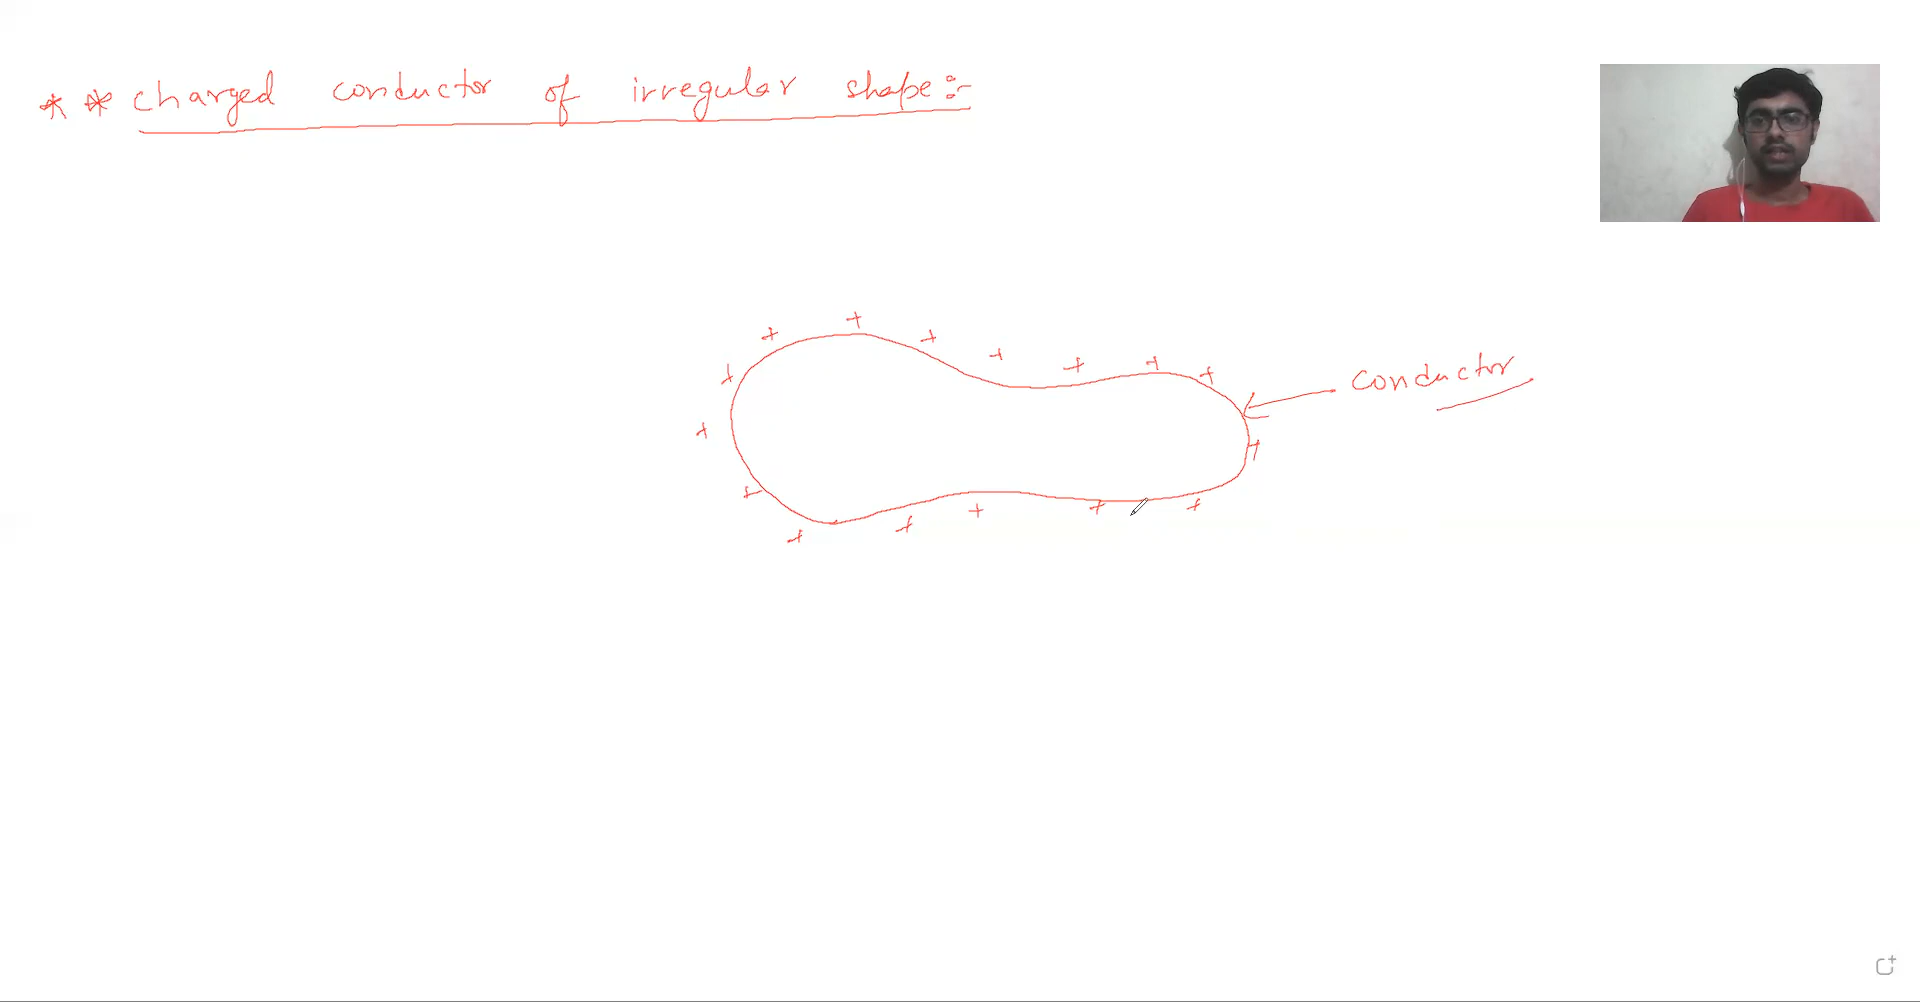 ** charged conductor of irregular shape:-
+ + + + + + + +
conductor
+ + + + + + + + +